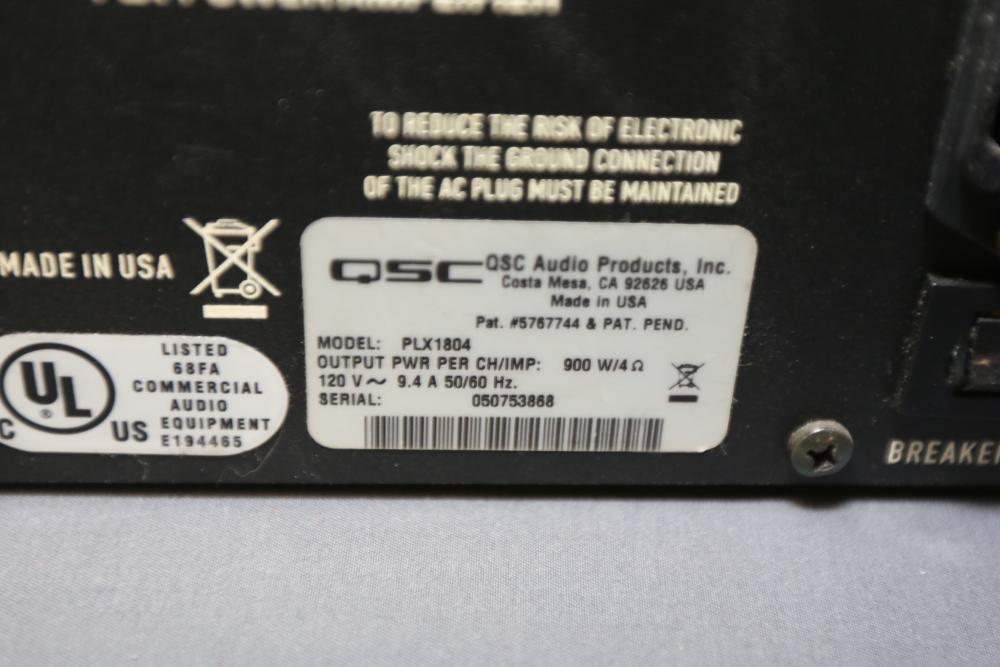 POWER AMPLIFIER
TO REDUCE THE RISK OF ELECTRONIC
SHOCK THE GROUND CONNECTION
OF THE AC PLUG MUST BE MAINTAINED
MADE IN USA
QSC QSC Audio Products, Inc.
Costa Mesa, CA 92626 USA
Made in USA
Pat. #5767744 & PAT. PEND.
MODEL: PLX1804
OUTPUT PWR PER CH/IMP: 900 W/4 Ω
120 V ~ 9.4 A 50/60 Hz.
SERIAL: 050753868
C UL ® US
LISTED
68FA
COMMERCIAL
AUDIO
EQUIPMENT
E194465